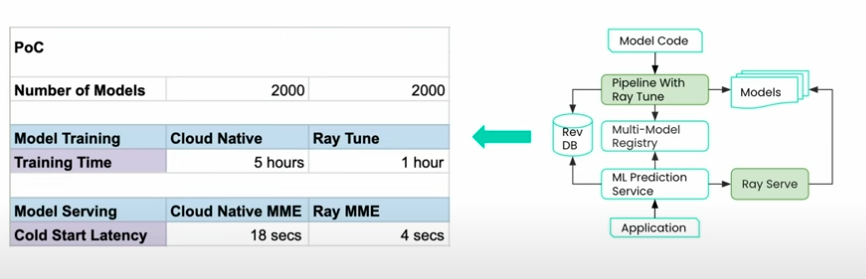 PoC
Number of Models 2000 2000
Model Training Cloud Native Ray Tune
Training Time 5 hours 1 hour
Model Serving Cloud Native MME Ray MME
Cold Start Latency 18 secs 4 secs
Model Code
Pipeline With
Ray Tune
Models
Rev
DB
Multi-Model
Registry
ML Prediction
Service
Ray Serve
Application